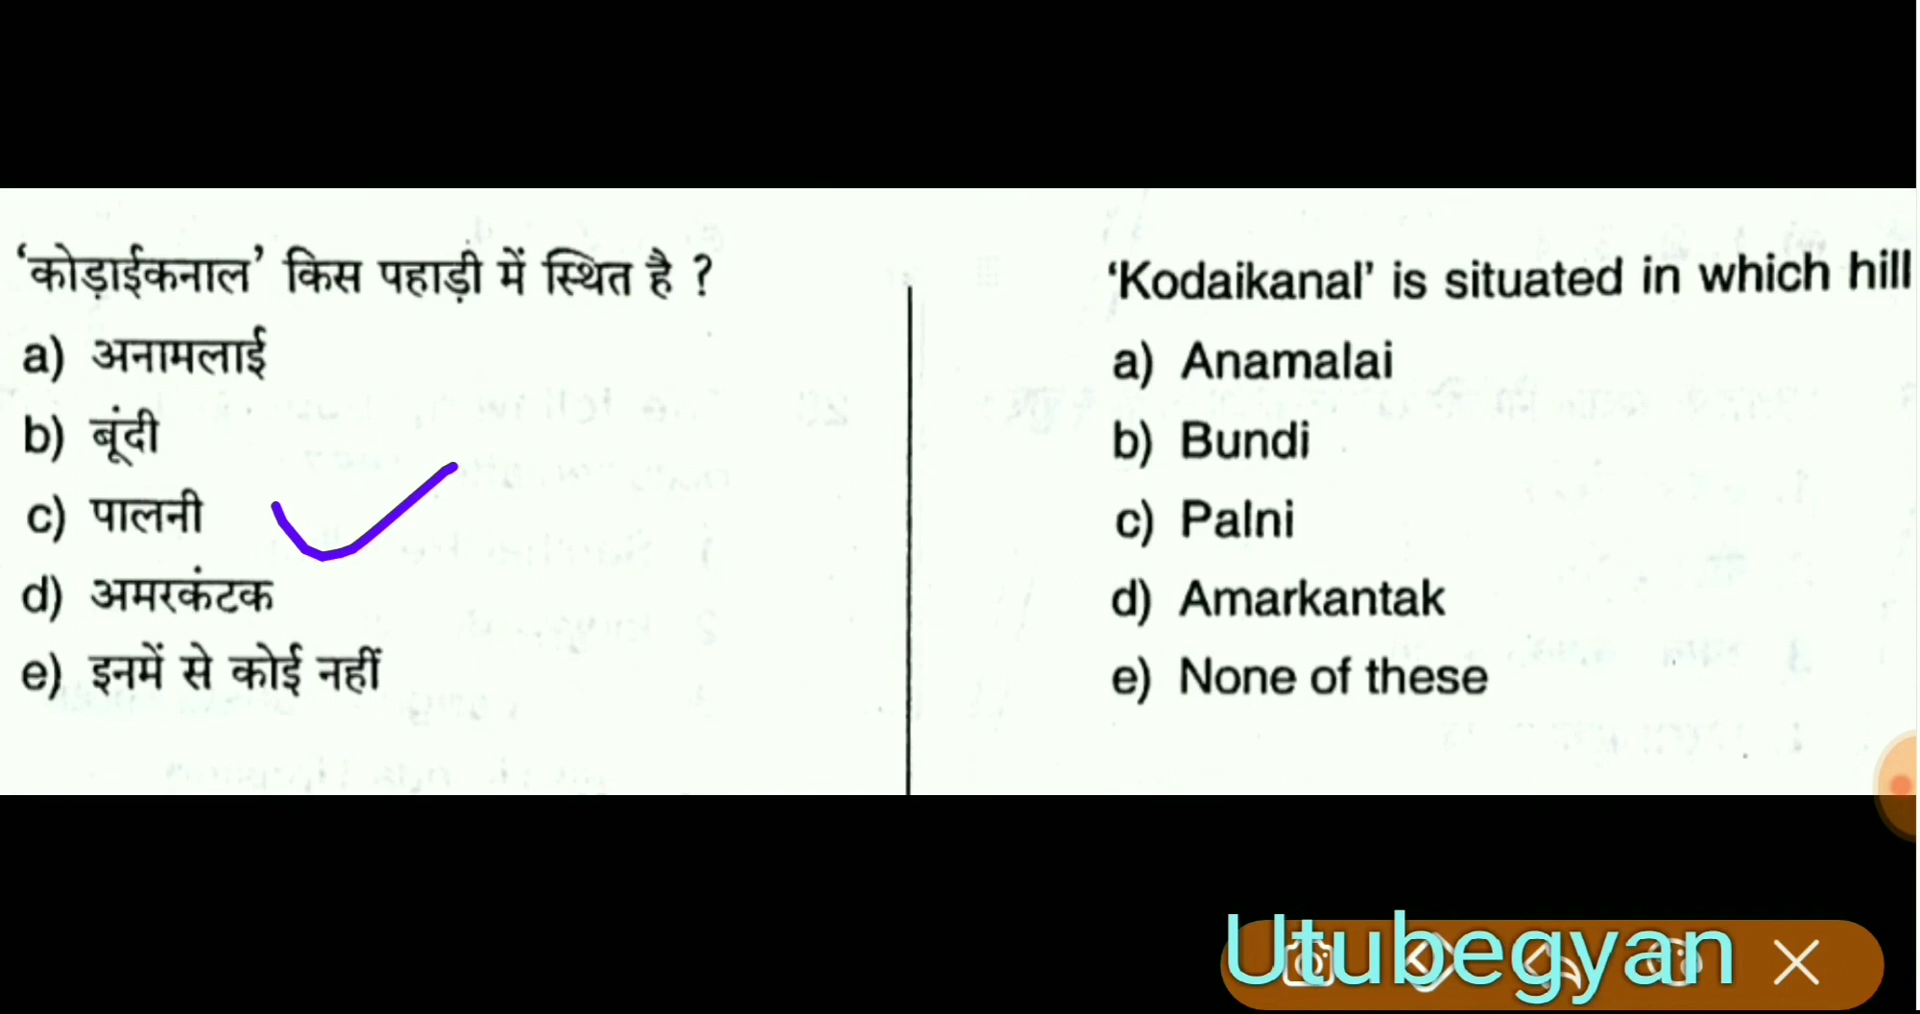 ‘कोड़ाईकनाल’ किस पहाड़ी में स्थित है ?
a) अनामलाई
b) बूंदी
c) पालनी
d) अमरकंटक
e) इनमें से कोई नहीं
‘Kodaikanal’ is situated in which hill
a) Anamalai
b) Bundi
c) Palni
d) Amarkantak
e) None of these
Utubegyan